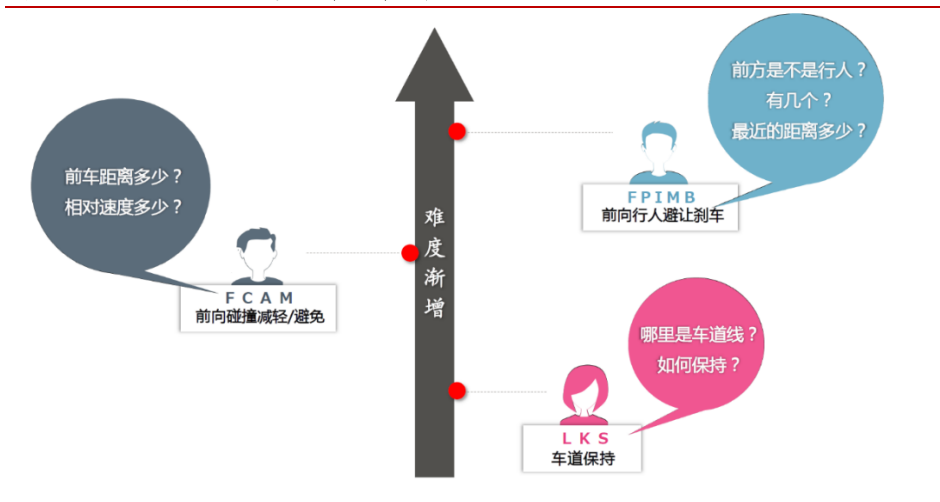 前方是不是行人？
有几个？
最近的距离多少？
FPIMB
前向行人避让刹车
前车距离多少？
相对速度多少？
FCAM
前向碰撞减轻/避免
难度渐增
哪里是车道线？
如何保持？
LKS
车道保持